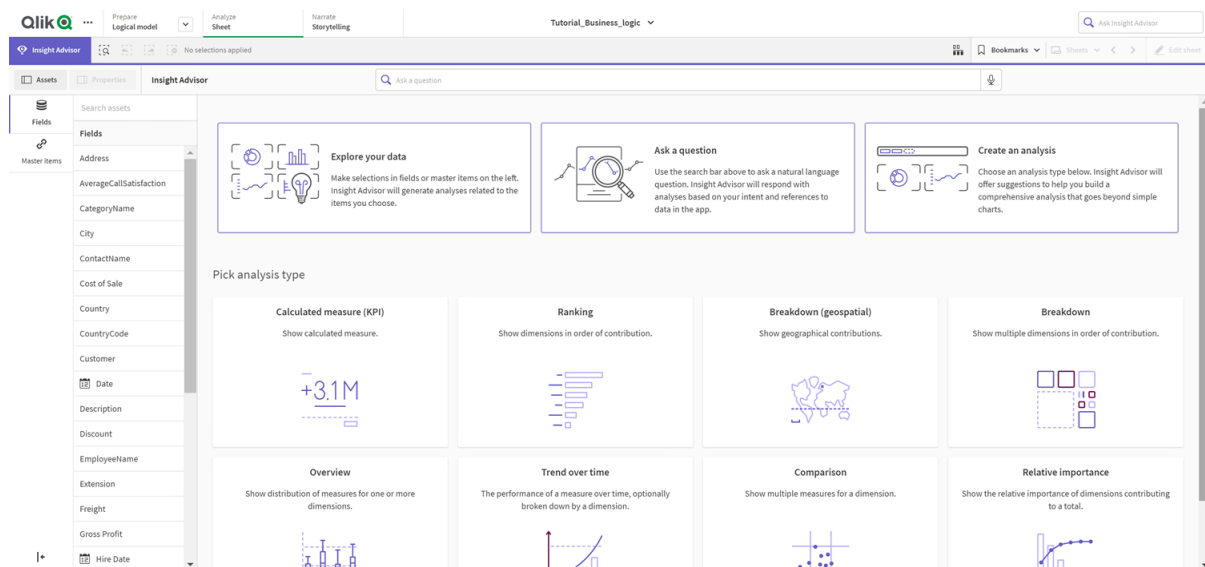 Qlik
Prepare
Logical model
Analyze
Sheet
Narrate
Storytelling
Tutorial_Business_logic
Ask Insight Advisor
Insight Advisor
No selections applied
Bookmarks
Sheets
Edit sheet
Assets
Properties
Insight Advisor
Ask a question
Fields
Master items
Search assets
Fields
Address
AverageCallSatisfaction
CategoryName
City
ContactName
Cost of Sale
Country
CountryCode
Customer
Date
Description
Discount
EmployeeName
Extension
Freight
Gross Profit
Hire Date
Explore your data
Make selections in fields or master items on the left.
Insight Advisor will generate analyses related to the
items you choose.
Ask a question
Use the search bar above to ask a natural language
question. Insight Advisor will respond with
analyses based on your intent and references to
data in the app.
Create an analysis
Choose an analysis type below. Insight Advisor will
offer suggestions to help you build a
comprehensive analysis that goes beyond simple
charts.
Pick analysis type
Calculated measure (KPI)
Show calculated measure.
+3.1M
Ranking
Show dimensions in order of contribution.
Breakdown (geospatial)
Show geographical contributions.
Breakdown
Show multiple dimensions in order of contribution.
Overview
Show distribution of measures for one or more
dimensions.
Trend over time
The performance of a measure over time, optionally
broken down by a dimension.
Comparison
Show multiple measures for a dimension.
Relative importance
Show the relative importance of dimensions contributing
to a total.